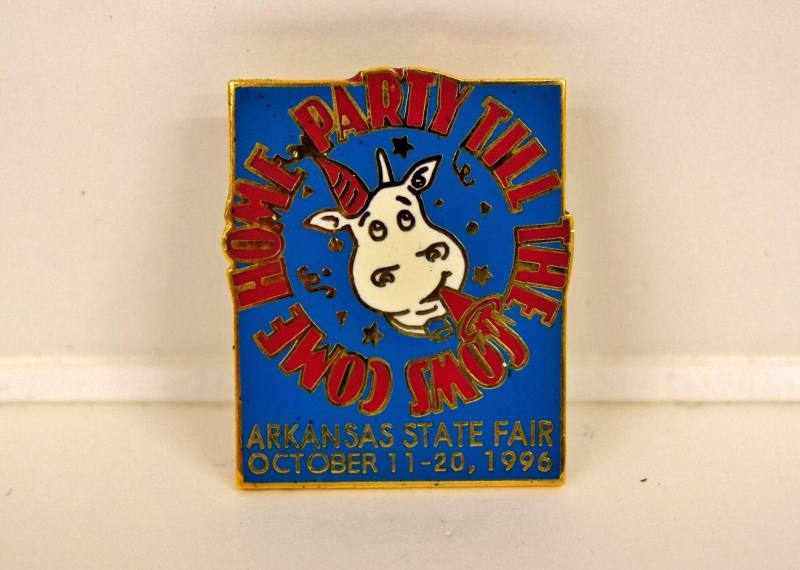 PARTY TILL THE COWS COME HOME
ARKANSAS STATE FAIR
OCTOBER 11-20, 1996